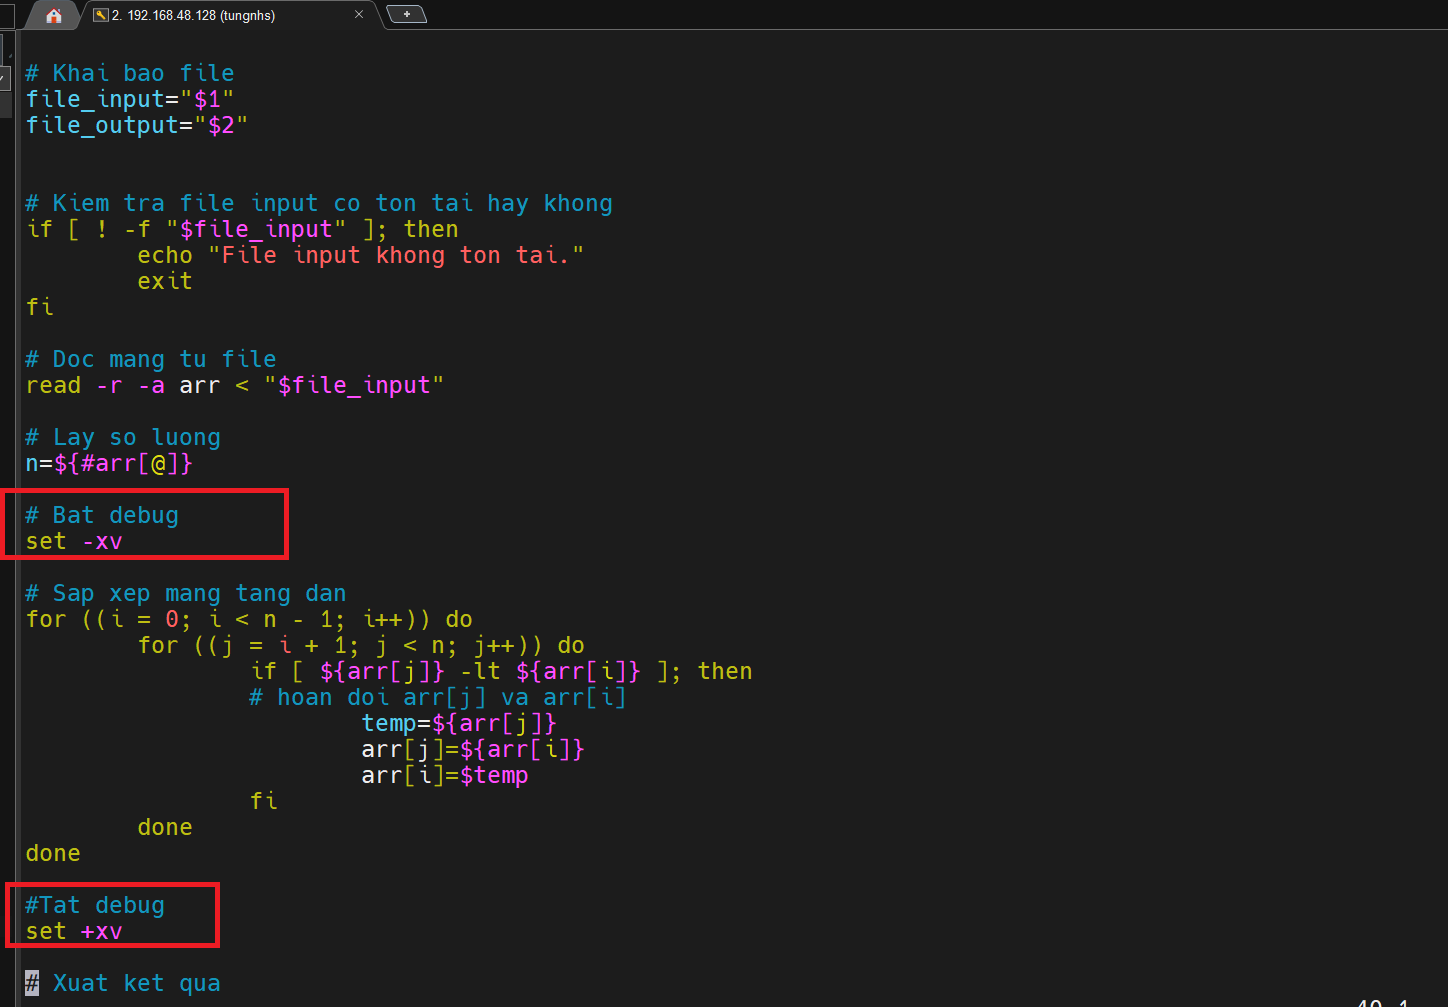 2. 192.168.48.128 (tungnhs)
# Khai bao file
file_input="$1"
file_output="$2"
# Kiem tra file input co ton tai hay khong
if [ ! -f "$file_input" ]; then
echo "File input khong ton tai."
exit
fi
# Doc mang tu file
read -r -a arr < "$file_input"
# Lay so luong
n=${#arr[@]}
# Bat debug
set -xv
# Sap xep mang tang dan
for ((i = 0; i < n - 1; i++)) do
for ((j = i + 1; j < n; j++)) do
if [ ${arr[j]} -lt ${arr[i]} ]; then
# hoan doi arr[j] va arr[i]
temp=${arr[j]}
arr[j]=${arr[i]}
arr[i]=$temp
fi
done
done
#Tat debug
set +xv
# Xuat ket qua